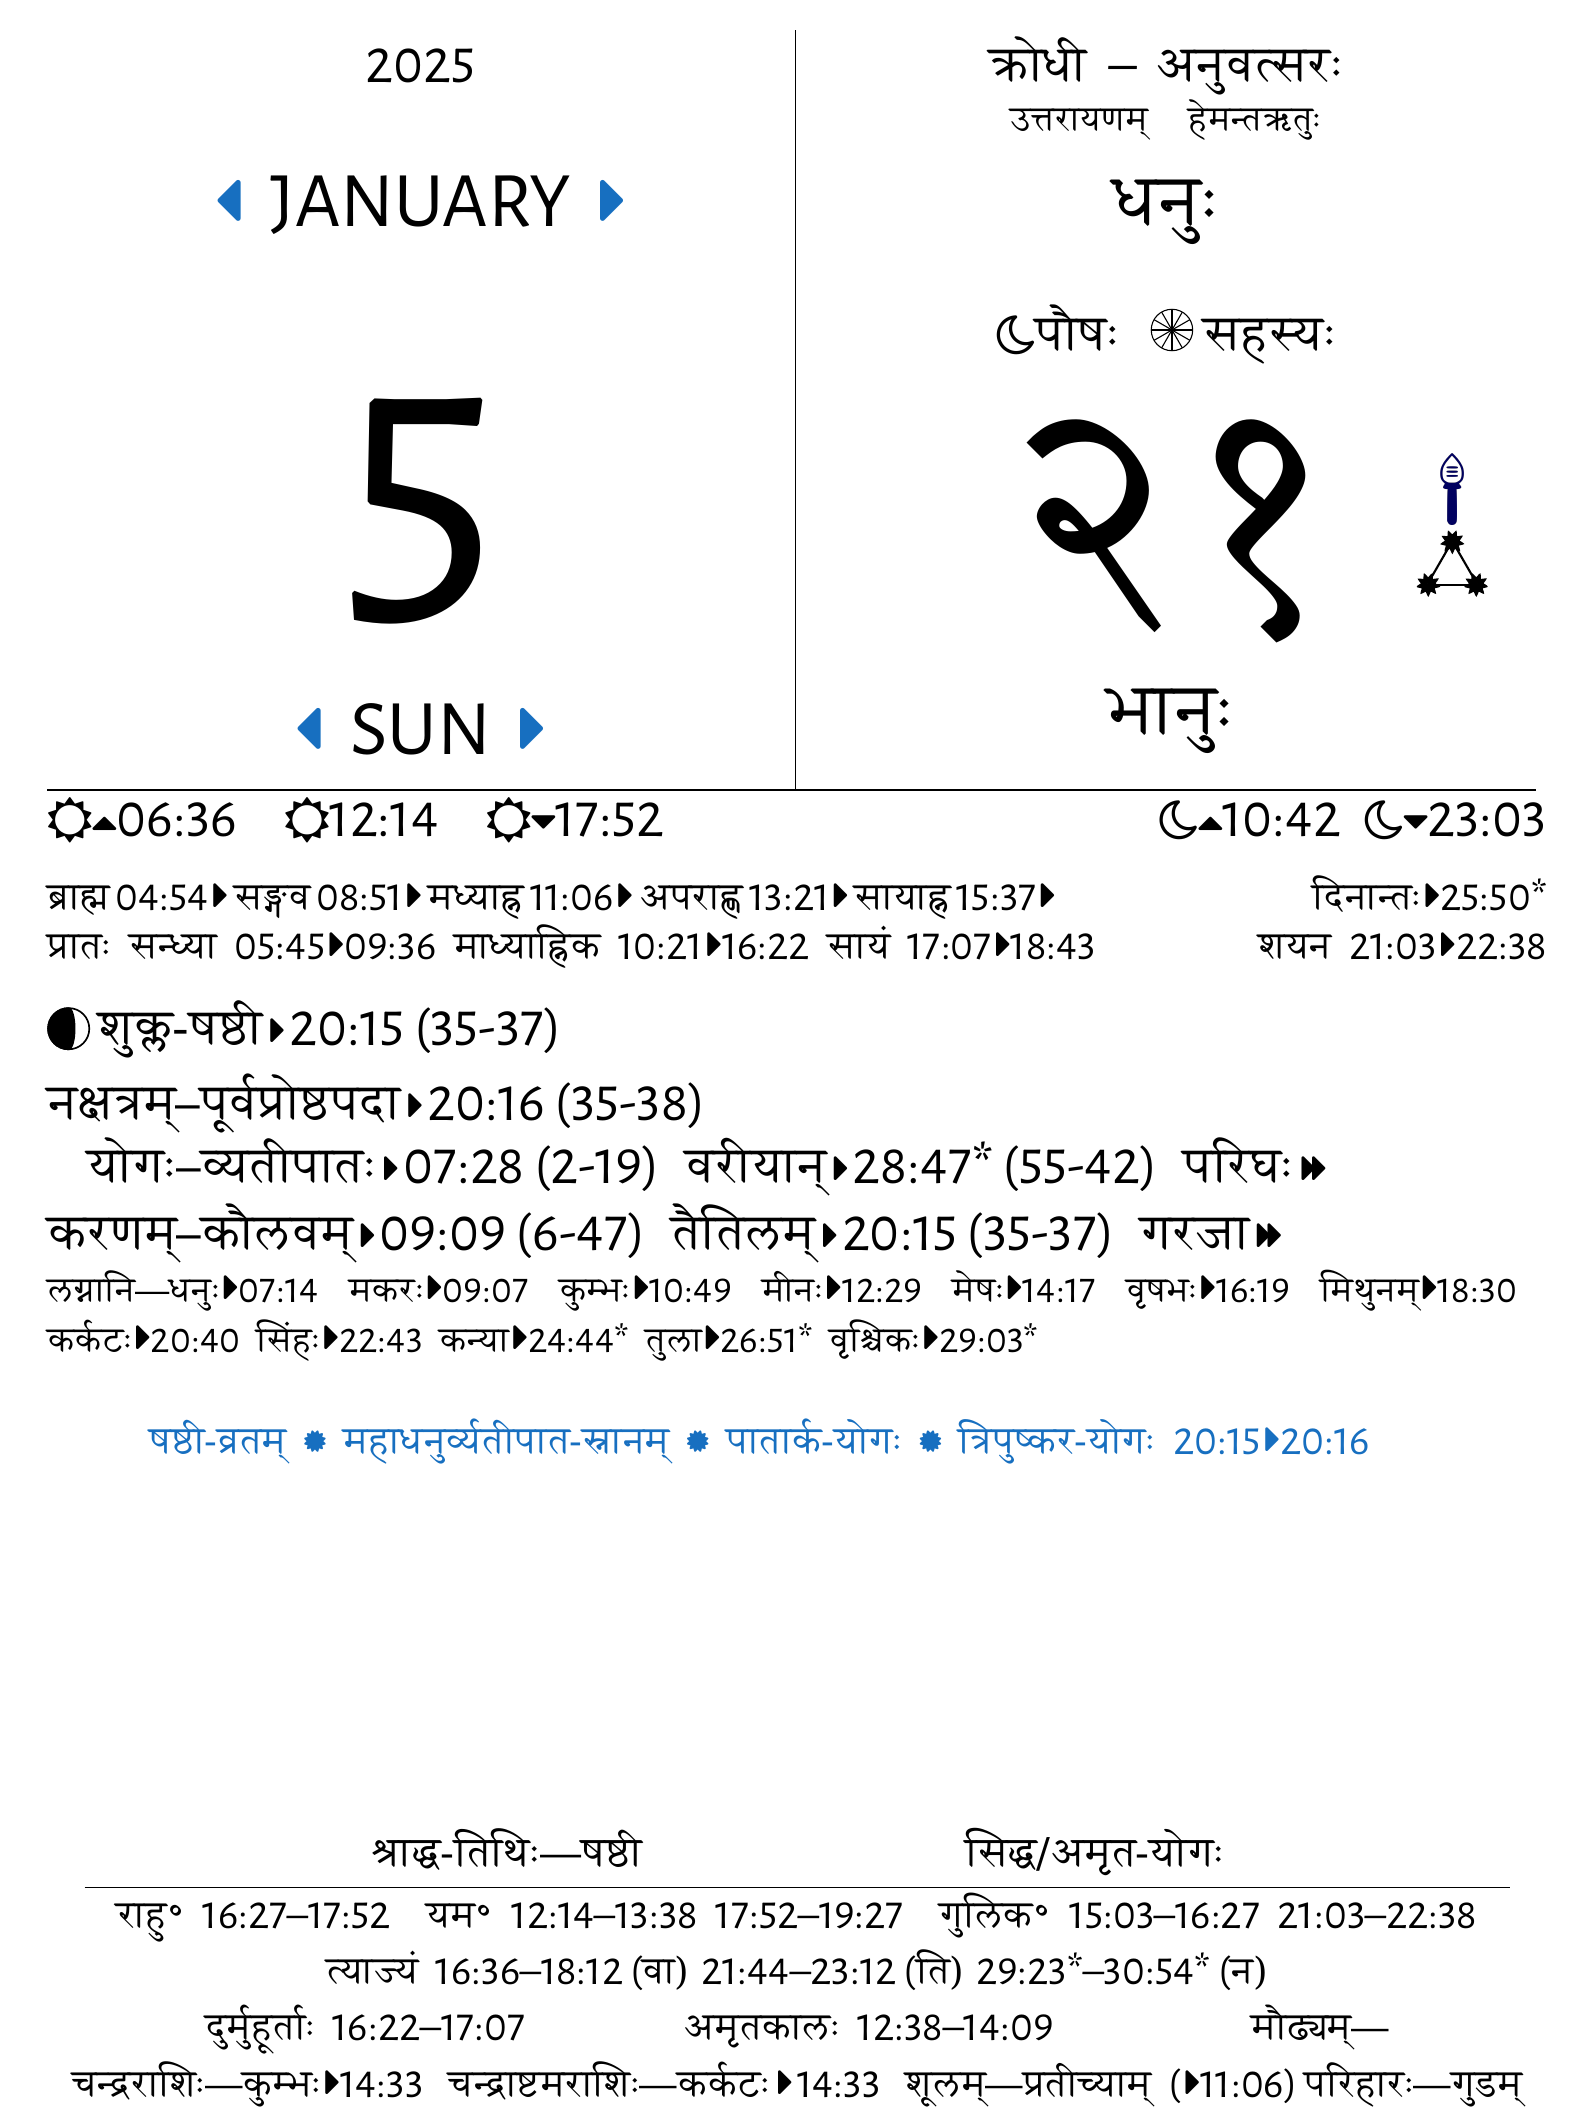 2025
JANUARY
5
SUN
क्रोधी – अनुवत्सरः
उत्तरायणम् हेमन्तऋतुः
धनुः
पौषः सहस्यः
२१
भानुः
06:36 12:14 17:52 10:42 23:03
ब्राह्म 04:54 सङ्गव 08:51 मध्याह्न 11:06 अपराह्ण 13:21 सायाह्न 15:37 दिनान्तः 25:50*
प्रातः सन्ध्या 05:45 09:36 माध्याह्निक 10:21 16:22 सायं 17:07 18:43 शयन 21:03 22:38
शुक्ल-षष्ठी 20:15 (35-37)
नक्षत्रम्–पूर्वप्रोष्ठपदा 20:16 (35-38)
योगः–व्यतीपातः 07:28 (2-19) वरीयान् 28:47* (55-42) परिघः
करणम्–कौलवम् 09:09 (6-47) तैतिलम् 20:15 (35-37) गरजा
लग्नानि—धनुः 07:14 मकरः 09:07 कुम्भः 10:49 मीनः 12:29 मेषः 14:17 वृषभः 16:19 मिथुनम् 18:30
कर्कटः 20:40 सिंहः 22:43 कन्या 24:44* तुला 26:51* वृश्चिकः 29:03*
षष्ठी-व्रतम् महाधनुर्व्यतीपात-स्नानम् पातार्क-योगः त्रिपुष्कर-योगः 20:15 20:16
श्राद्ध-तिथिः—षष्ठी सिद्ध/अमृत-योगः
राहु॰ 16:27–17:52 यम॰ 12:14–13:38 17:52–19:27 गुलिक॰ 15:03–16:27 21:03–22:38
त्याज्यं 16:36–18:12 (वा) 21:44–23:12 (ति) 29:23*–30:54* (न)
दुर्मुहूर्ताः 16:22–17:07 अमृतकालः 12:38–14:09 मौढ्यम्—
चन्द्रराशिः—कुम्भः 14:33 चन्द्राष्टमराशिः—कर्कटः 14:33 शूलम्—प्रतीच्याम् ( 11:06) परिहारः—गुडम्